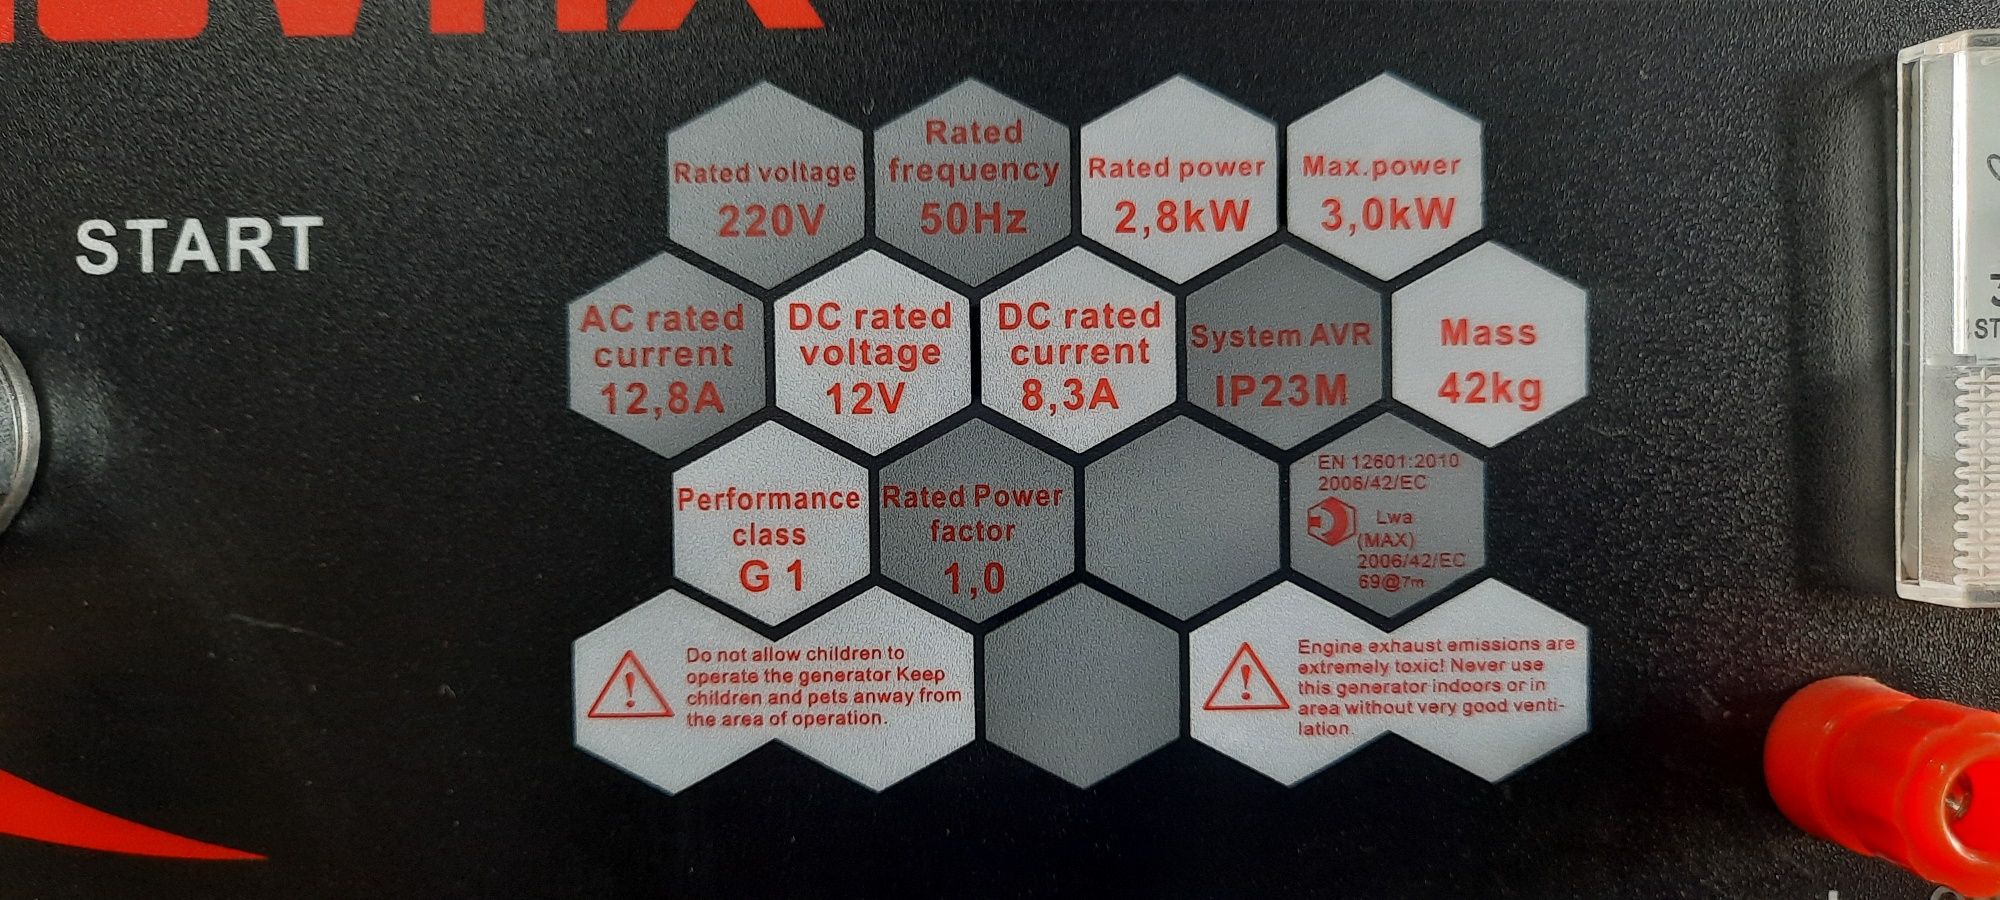 START
Rated voltage
220V
Rated
frequency
50Hz
Rated power
2,8kW
Max.power
3,0kW
AC rated
current
12,8A
DC rated
voltage
12V
DC rated
current
8,3A
System AVR
IP23M
Mass
42kg
Performance
class
G 1
Rated Power
factor
1,0
EN 12601:2010
2006/42/EC
Lwa
(MAX)
2006/42/EC
69@7m
Do not allow children to
operate the generator Keep
children and pets anway from
the area of operation.
Engine exhaust emissions are
extremely toxic! Never use
this generator indoors or in
area without very good venti-
lation.